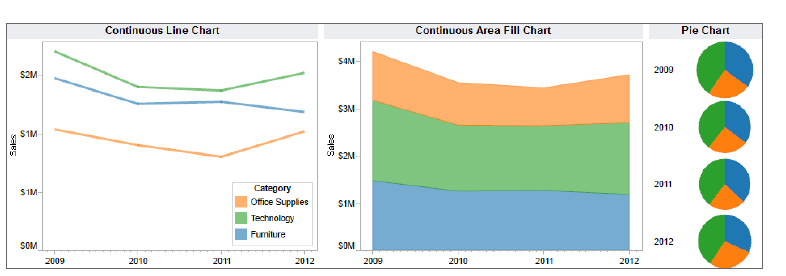 Continuous Line Chart
$2M
$1M
$1M
$0M
Sales
2009 2010 2011 2012
Category
Office Supplies
Technology
Furniture
Continuous Area Fill Chart
$4M
$3M
$2M
$1M
$0M
Sales
2009 2010 2011 2012
Pie Chart
2009
2010
2011
2012